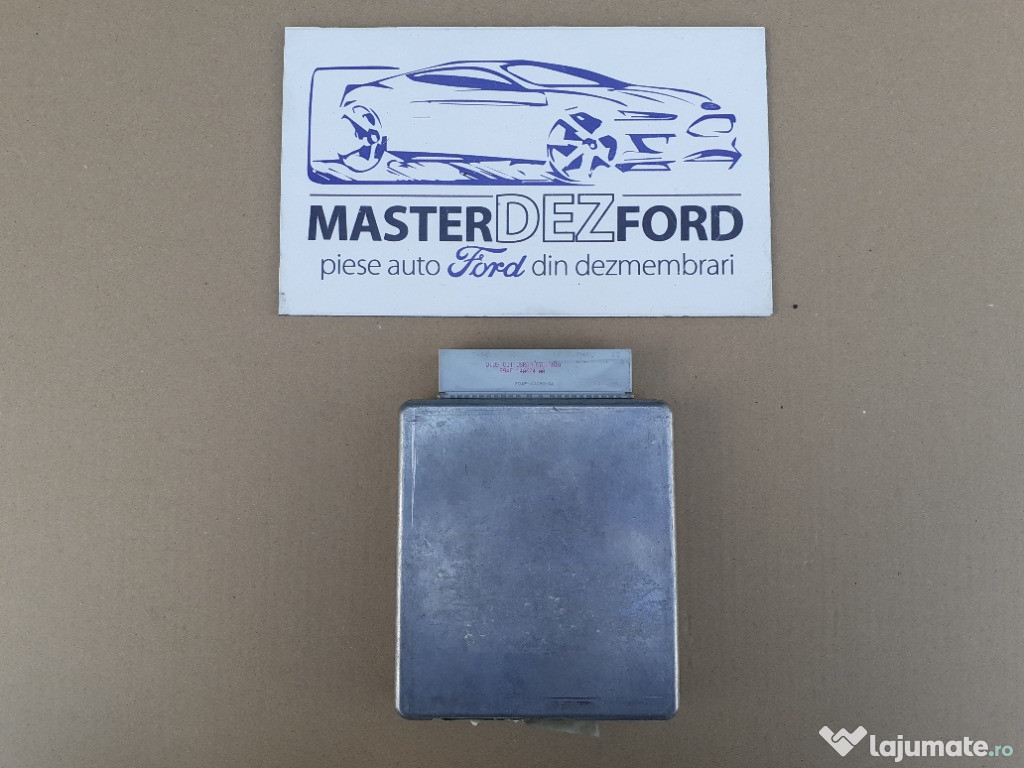 MASTERDEZFORD
piese auto Ford din dezmembrari
lajumate.ro